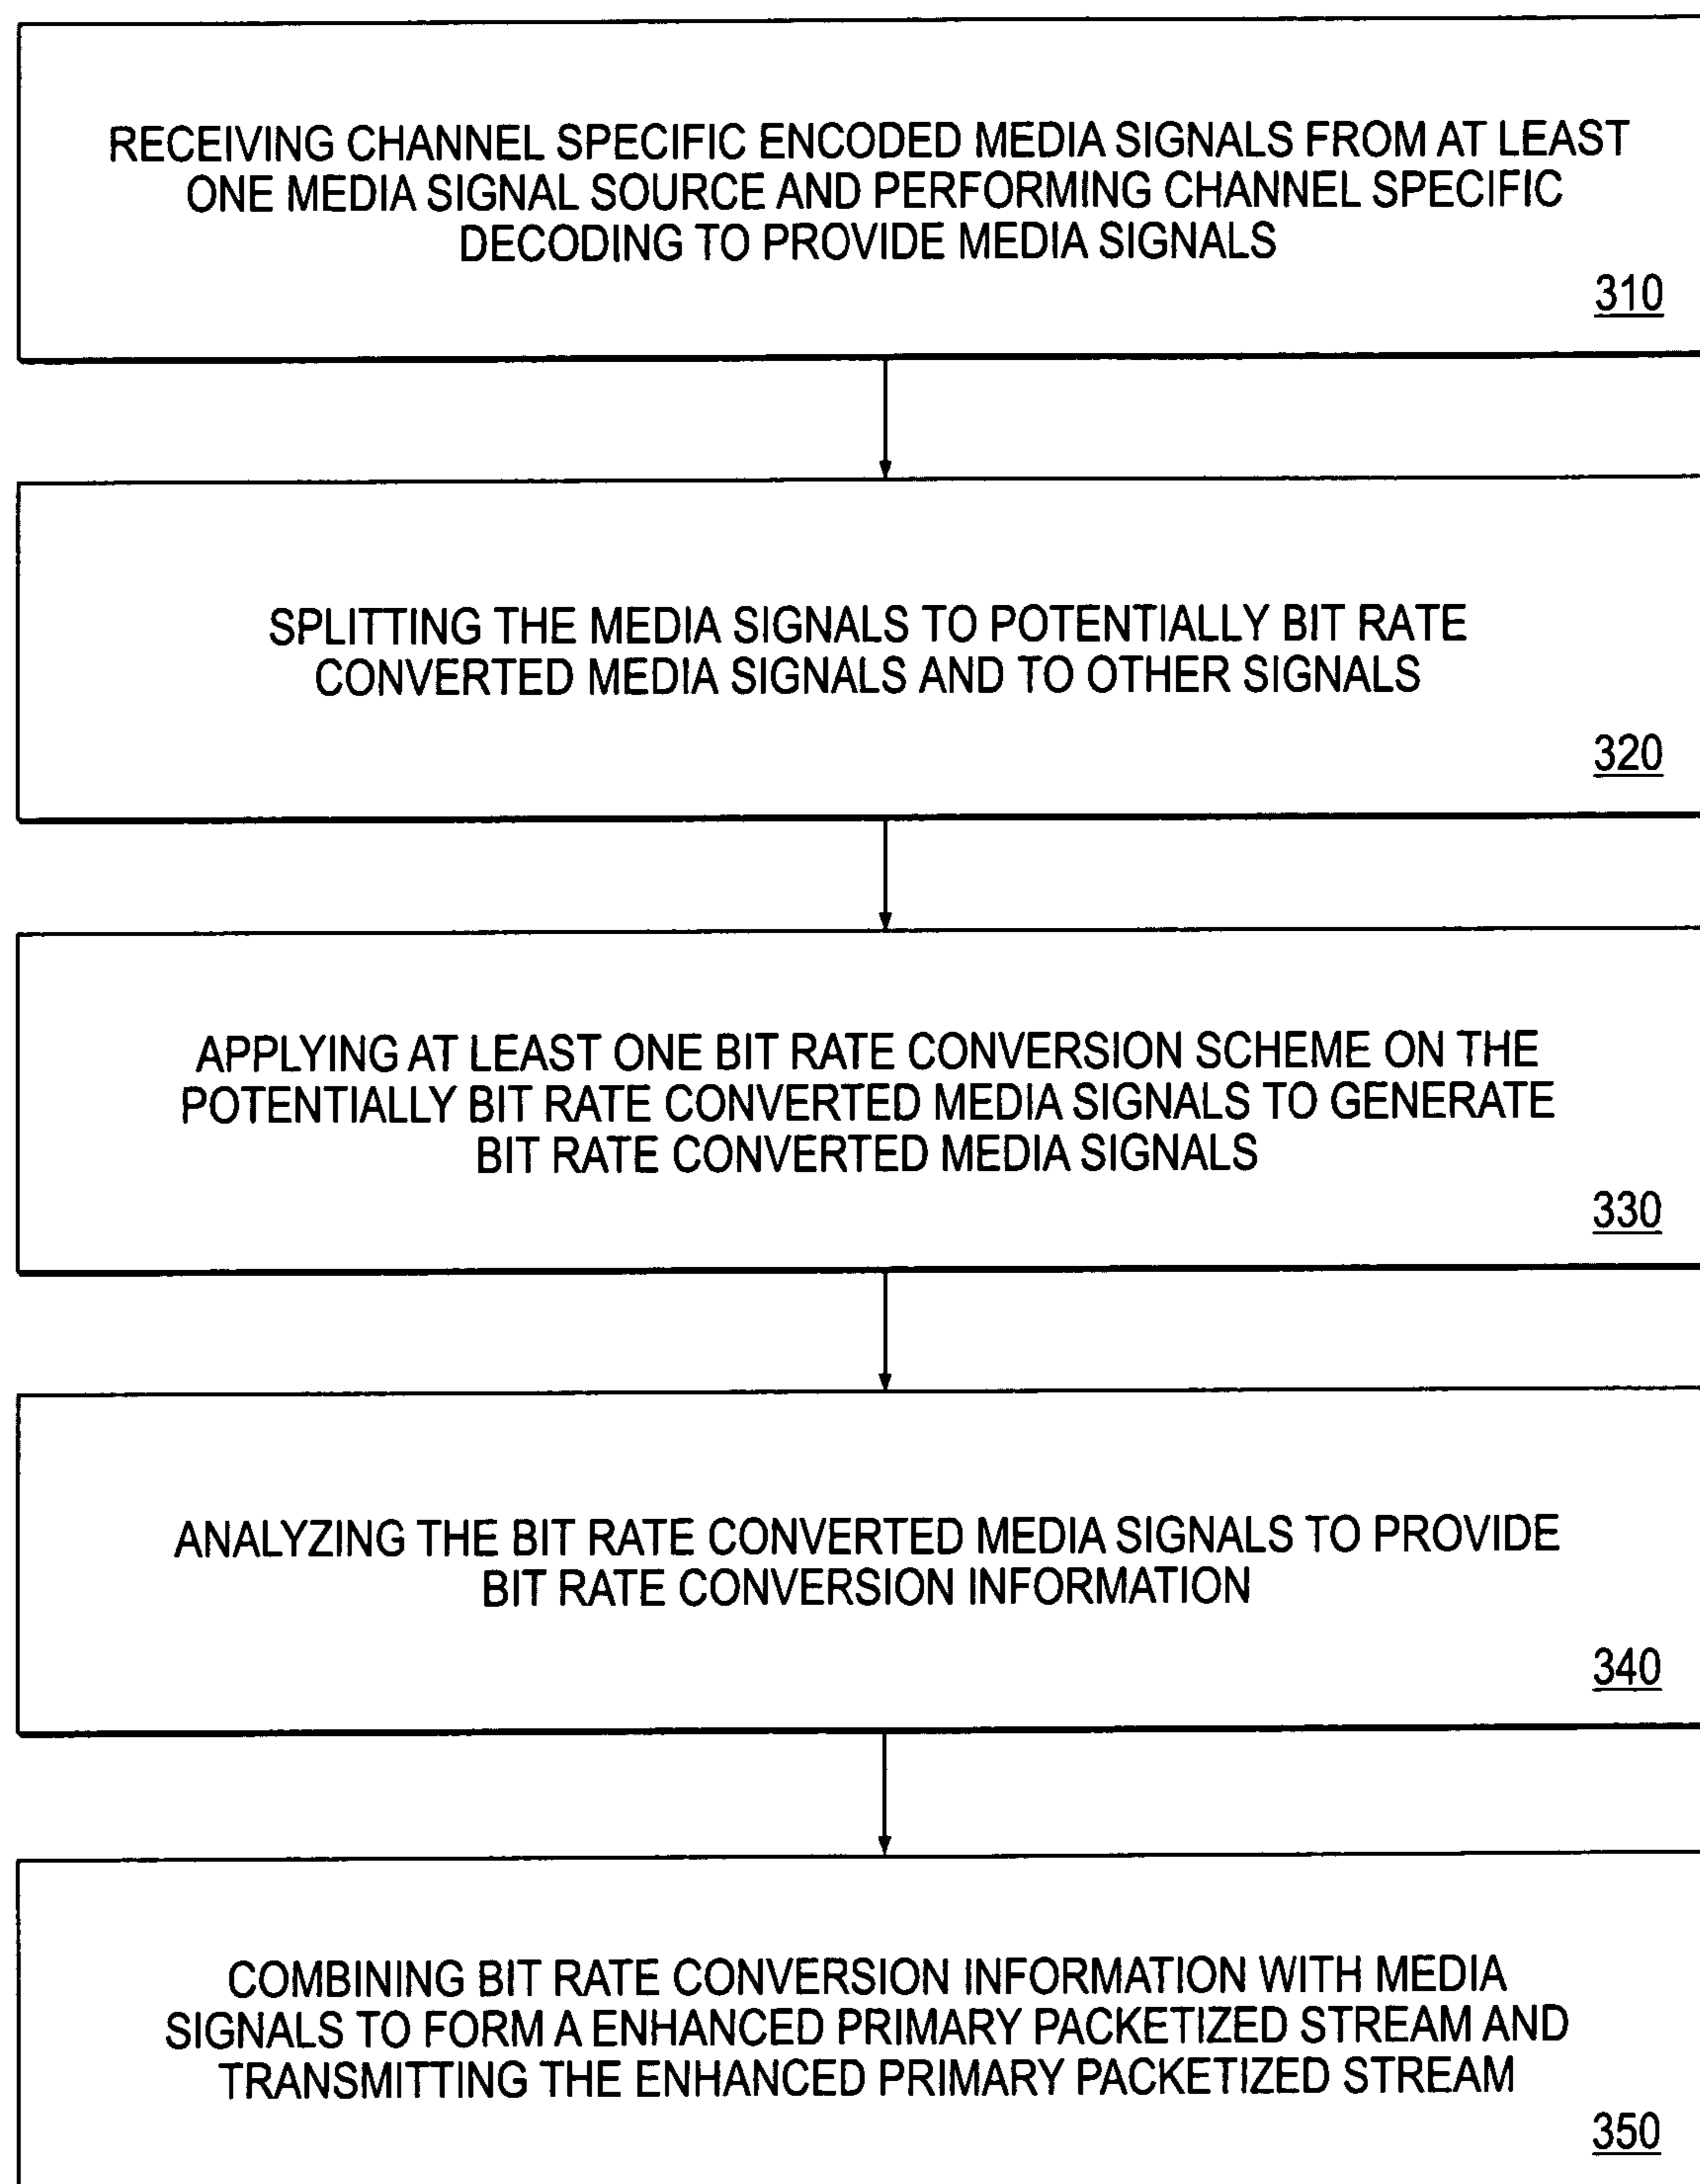 RECEIVING CHANNEL SPECIFIC ENCODED MEDIA SIGNALS FROM AT LEAST
ONE MEDIA SIGNAL SOURCE AND PERFORMING CHANNEL SPECIFIC
DECODING TO PROVIDE MEDIA SIGNALS
310
SPLITTING THE MEDIA SIGNALS TO POTENTIALLY BIT RATE
CONVERTED MEDIA SIGNALS AND TO OTHER SIGNALS
320
APPLYING AT LEAST ONE BIT RATE CONVERSION SCHEME ON THE
POTENTIALLY BIT RATE CONVERTED MEDIA SIGNALS TO GENERATE
BIT RATE CONVERTED MEDIA SIGNALS
330
ANALYZING THE BIT RATE CONVERTED MEDIA SIGNALS TO PROVIDE
BIT RATE CONVERSION INFORMATION
340
COMBINING BIT RATE CONVERSION INFORMATION WITH MEDIA
SIGNALS TO FORM A ENHANCED PRIMARY PACKETIZED STREAM AND
TRANSMITTING THE ENHANCED PRIMARY PACKETIZED STREAM
350